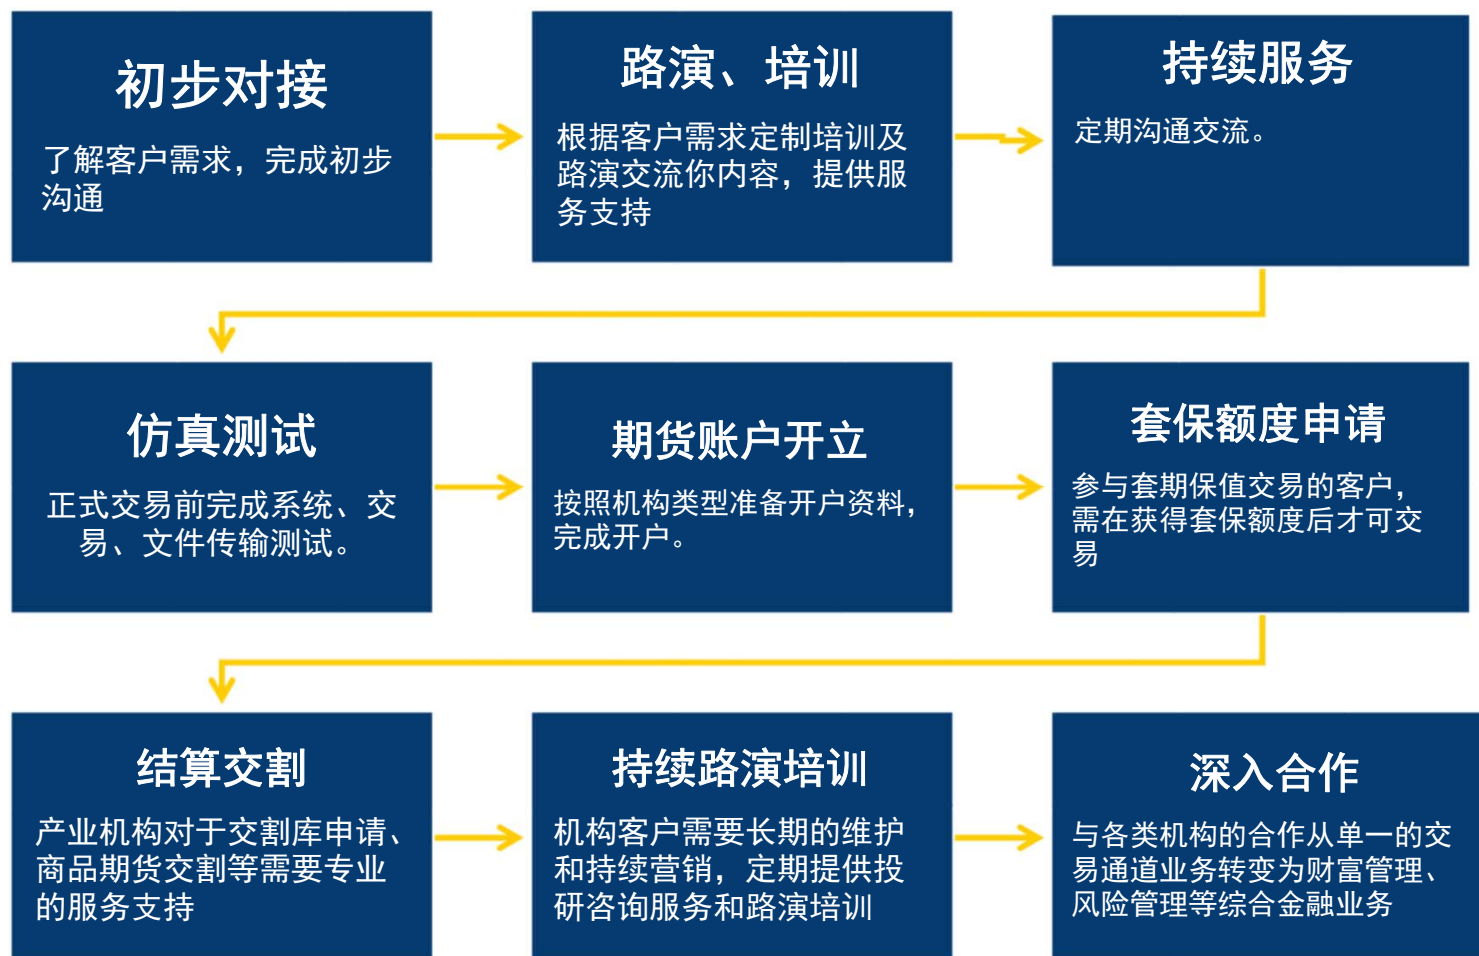 初步对接
了解客户需求，完成初步
沟通
路演、培训
根据客户需求定制培训及
路演交流你内容，提供服
务支持
持续服务
定期沟通交流。
仿真测试
正式交易前完成系统、交
易、文件传输测试。
期货账户开立
按照机构类型准备开户资料，
完成开户。
套保额度申请
参与套期保值交易的客户，
需在获得套保额度后才可交
易
结算交割
产业机构对于交割库申请、
商品期货交割等需要专业
的服务支持
持续路演培训
机构客户需要长期的维护
和持续营销，定期提供投
研咨询服务和路演培训
深入合作
与各类机构的合作从单一的交
易通道业务转变为财富管理、
风险管理等综合金融业务